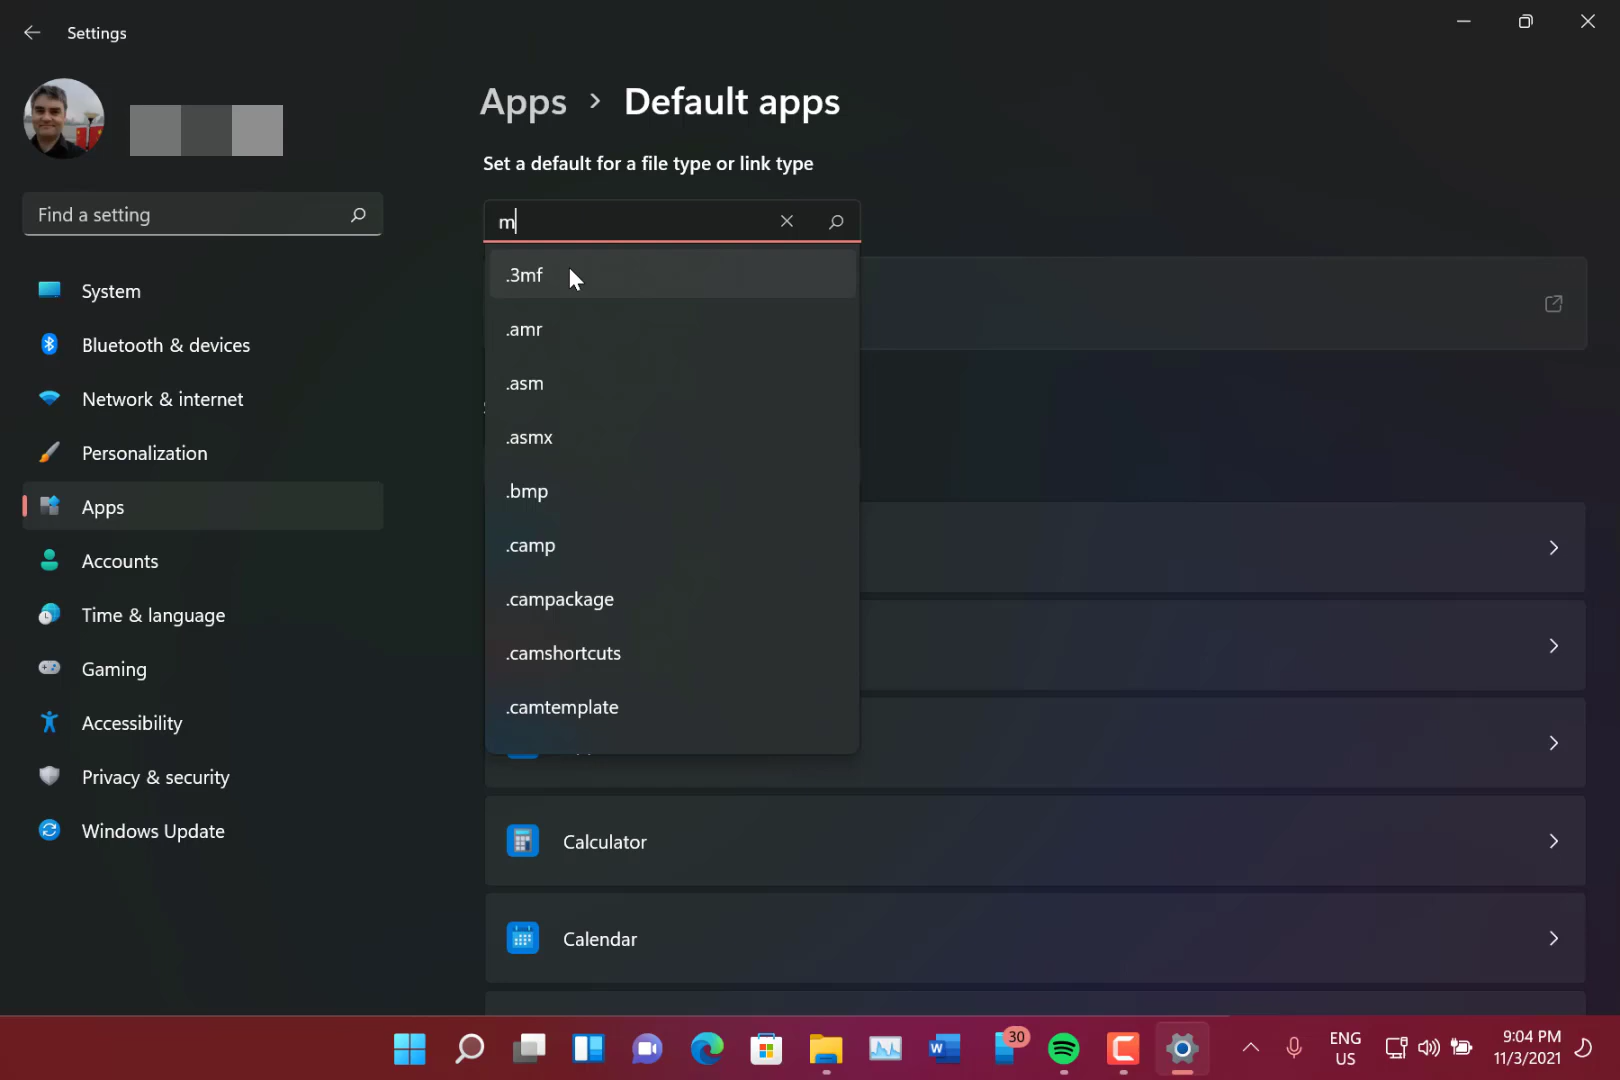 Settings
Apps > Default apps
Set a default for a file type or link type
Find a setting
m
System
Bluetooth & devices
Network & internet
Personalization
Apps
Accounts
Time & language
Gaming
Accessibility
Privacy & security
Windows Update
.3mf
.amr
.asm
.asmx
.bmp
.camp
.campackage
.camshortcuts
.camtemplate
Calculator
Calendar
W
30
ENG
US
9:04 PM
11/3/2021